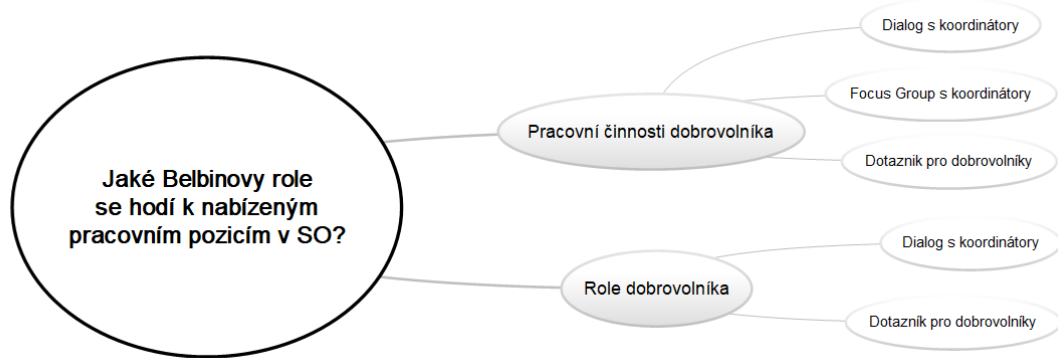 Jaké Belbinovy role
se hodí k nabízeným
pracovním pozicím v SO?
Pracovní činnosti dobrovolníka
Dialog s koordinátory
Focus Group s koordinátory
Dotaznik pro dobrovolníky
Role dobrovolníka
Dialog s koordinátory
Dotazník pro dobrovolníky